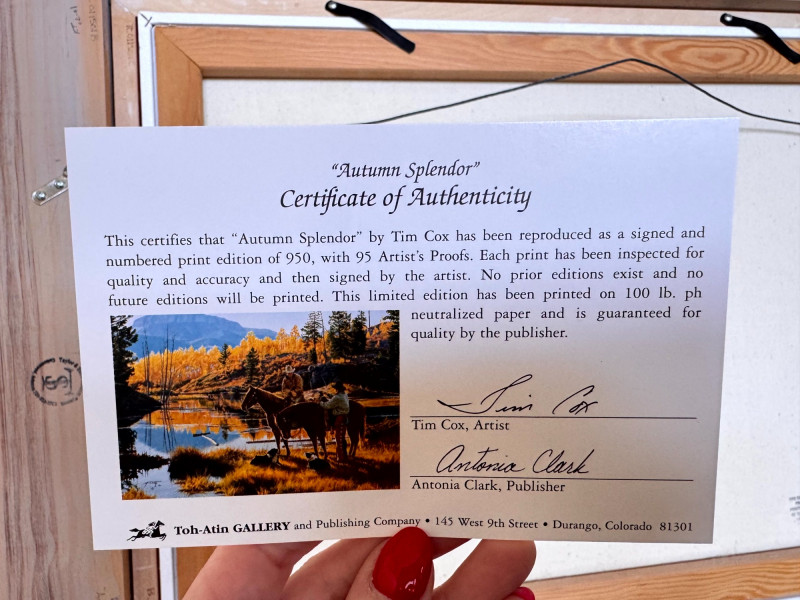 “Autumn Splendor”
Certificate of Authenticity
This certifies that “Autumn Splendor” by Tim Cox has been reproduced as a signed and
numbered print edition of 950, with 95 Artist's Proofs. Each print has been inspected for
quality and accuracy and then signed by the artist. No prior editions exist and no
future editions will be printed. This limited edition has been printed on 100 lb. ph
neutralized paper and is guaranteed for
quality by the publisher.
Tim Cox
Tim Cox, Artist
Antonia Clark
Antonia Clark, Publisher
Toh-Atin GALLERY and Publishing Company • 145 West 9th Street • Durango, Colorado 81301